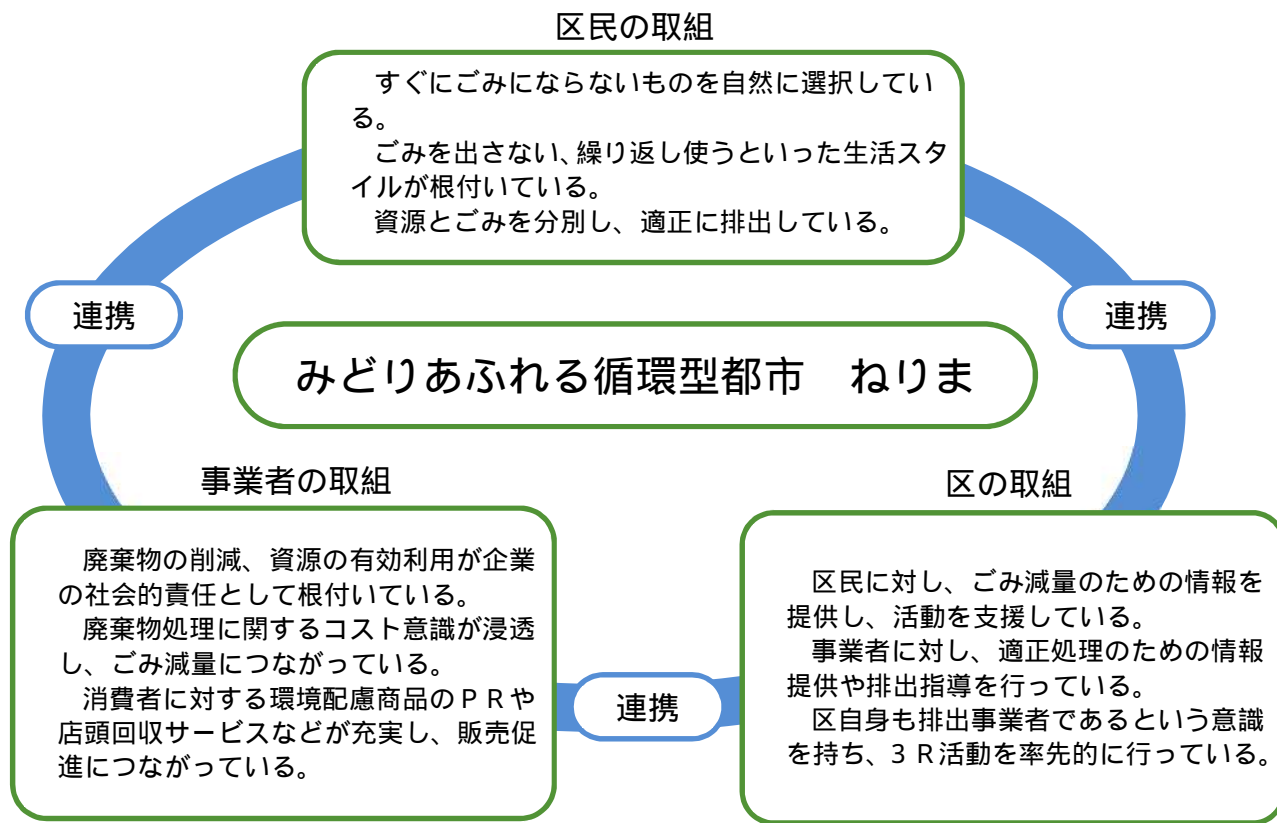 区民の取組
すぐにごみにならないものを自然に選択してい
る。
ごみを出さない、繰り返し使うといった生活スタ
イルが根付いている。
資源とごみを分別し、適正に排出している。
連携
連携
みどりあふれる循環型都市　ねりま
事業者の取組
廃棄物の削減、資源の有効利用が企業
の社会的責任として根付いている。
廃棄物処理に関するコスト意識が浸透
し、ごみ減量につながっている。
消費者に対する環境配慮商品のＰＲや
店頭回収サービスなどが充実し、販売促
進につながっている。
連携
区の取組
区民に対し、ごみ減量のための情報を
提供し、活動を支援している。
事業者に対し、適正処理のための情報
提供や排出指導を行っている。
区自身も排出事業者であるという意識
を持ち、３Ｒ活動を率先的に行っている。